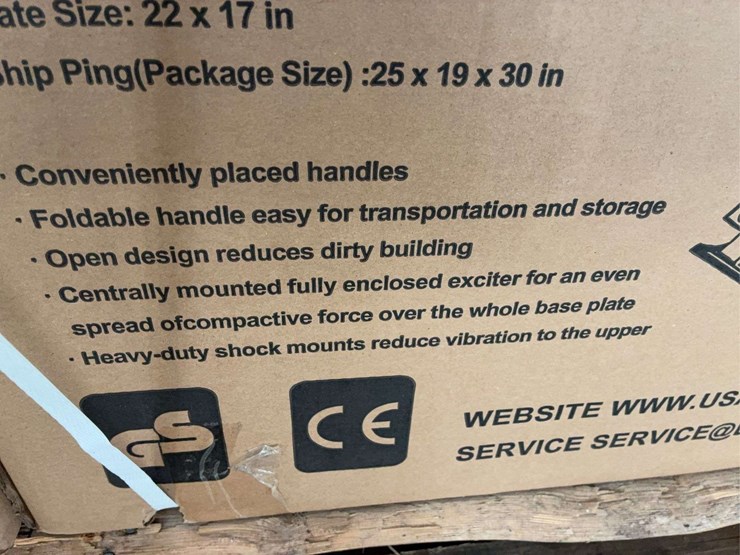 ate Size: 22 x 17 in
hip Ping(Package Size) :25 x 19 x 30 in
· Conveniently placed handles
· Foldable handle easy for transportation and storage
· Open design reduces dirty building
· Centrally mounted fully enclosed exciter for an even
spread ofcompactive force over the whole base plate
· Heavy-duty shock mounts reduce vibration to the upper
GS CE
WEBSITE WWW.US
SERVICE SERVICE@